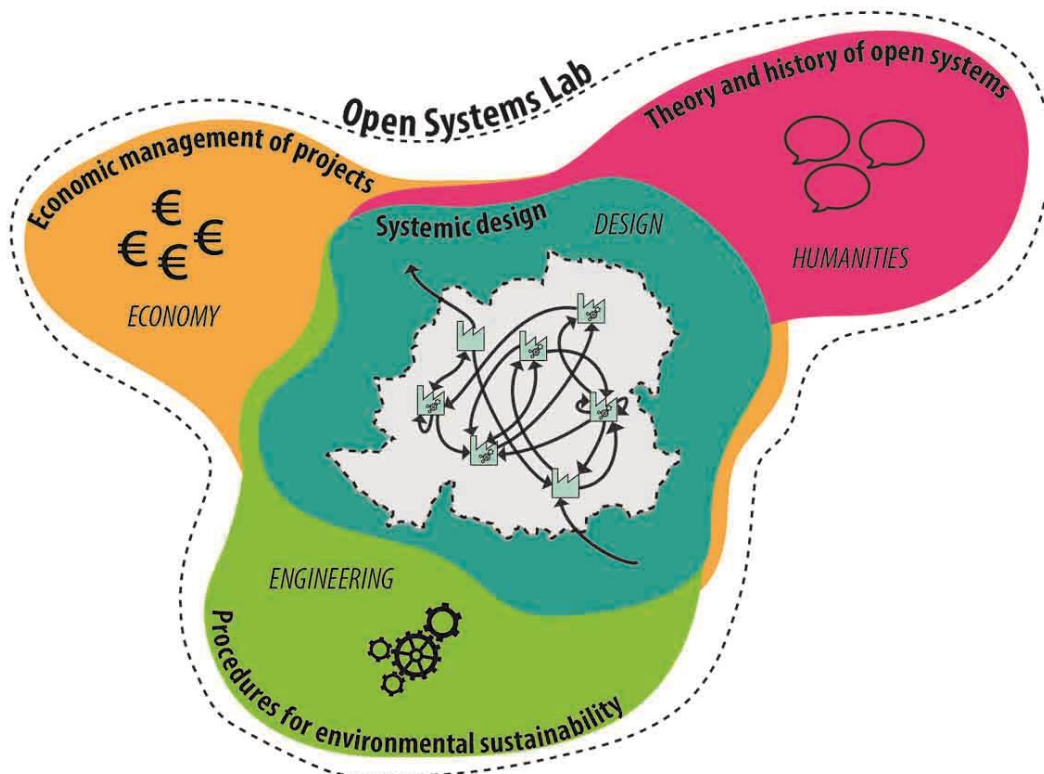 Open Systems Lab
Theory and history of open systems
HUMANITIES
Economic management of projects
€
€ €
€
ECONOMY
Systemic design
DESIGN
ENGINEERING
Procedures for environmental sustainability